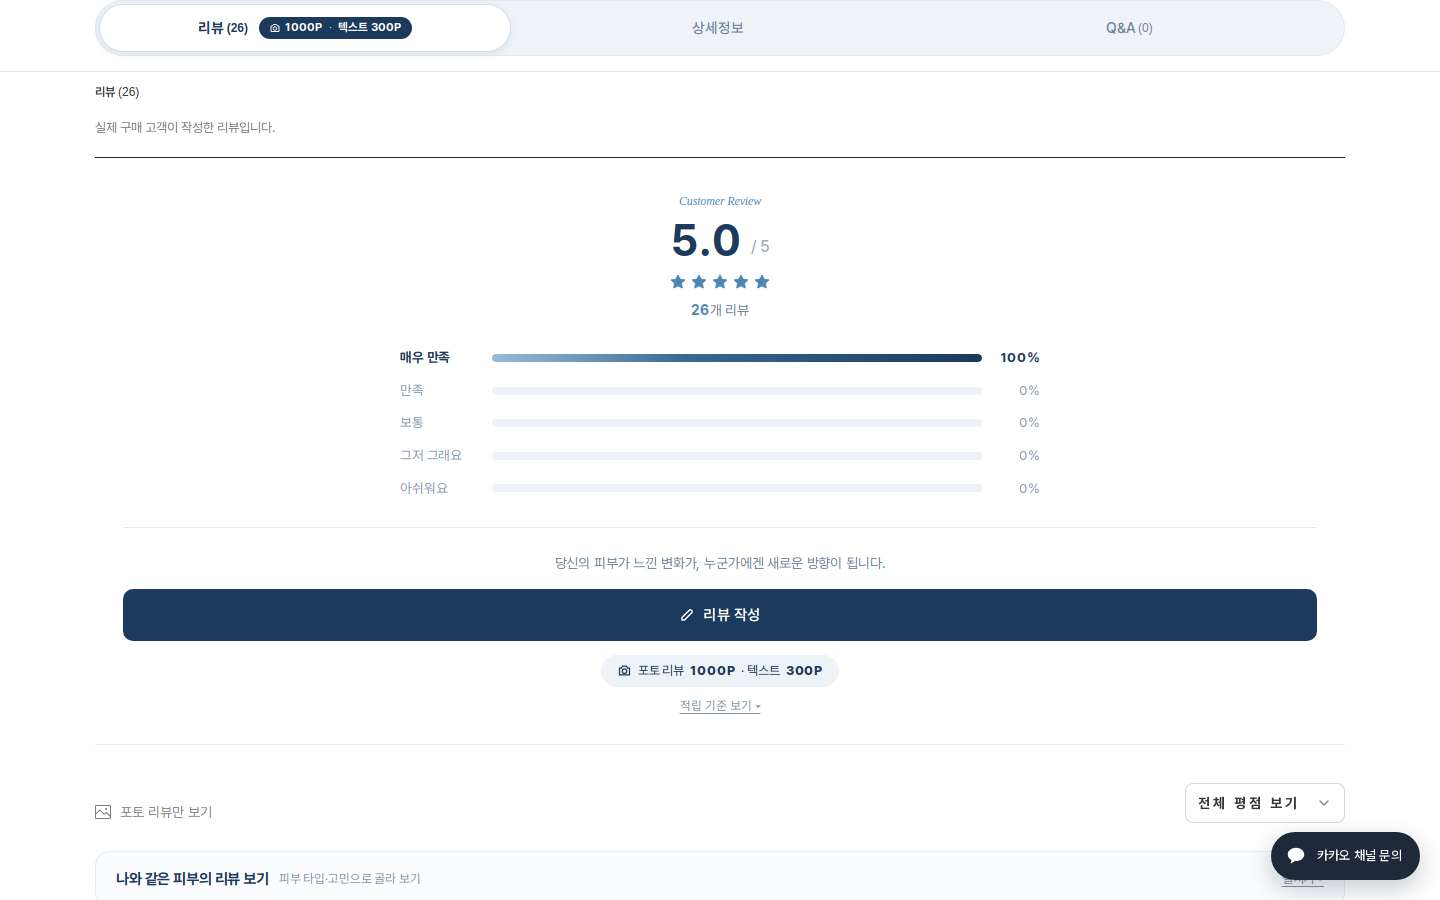 리뷰 (26) 1000P · 텍스트 300P
상세정보
Q&A (0)
리뷰 (26)
실제 구매 고객이 작성한 리뷰입니다.
Customer Review
5.0 / 5
26개 리뷰
매우 만족 100%
만족 0%
보통 0%
그저 그래요 0%
아쉬워요 0%
당신의 피부가 느낀 변화가, 누군가에겐 새로운 방향이 됩니다.
리뷰 작성
포토리뷰 1000P · 텍스트 300P
적립 기준 보기
포토 리뷰만 보기
전체 평점 보기
카카오 채널 문의
나와 같은 피부의 리뷰 보기 피부 타입·고민으로 골라 보기